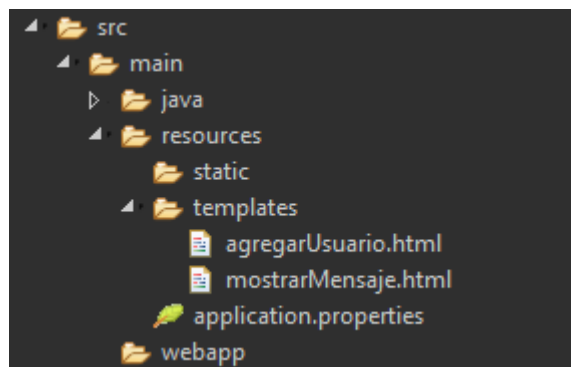 src
main
java
resources
static
templates
agregarUsuario.html
mostrarMensaje.html
application.properties
webapp